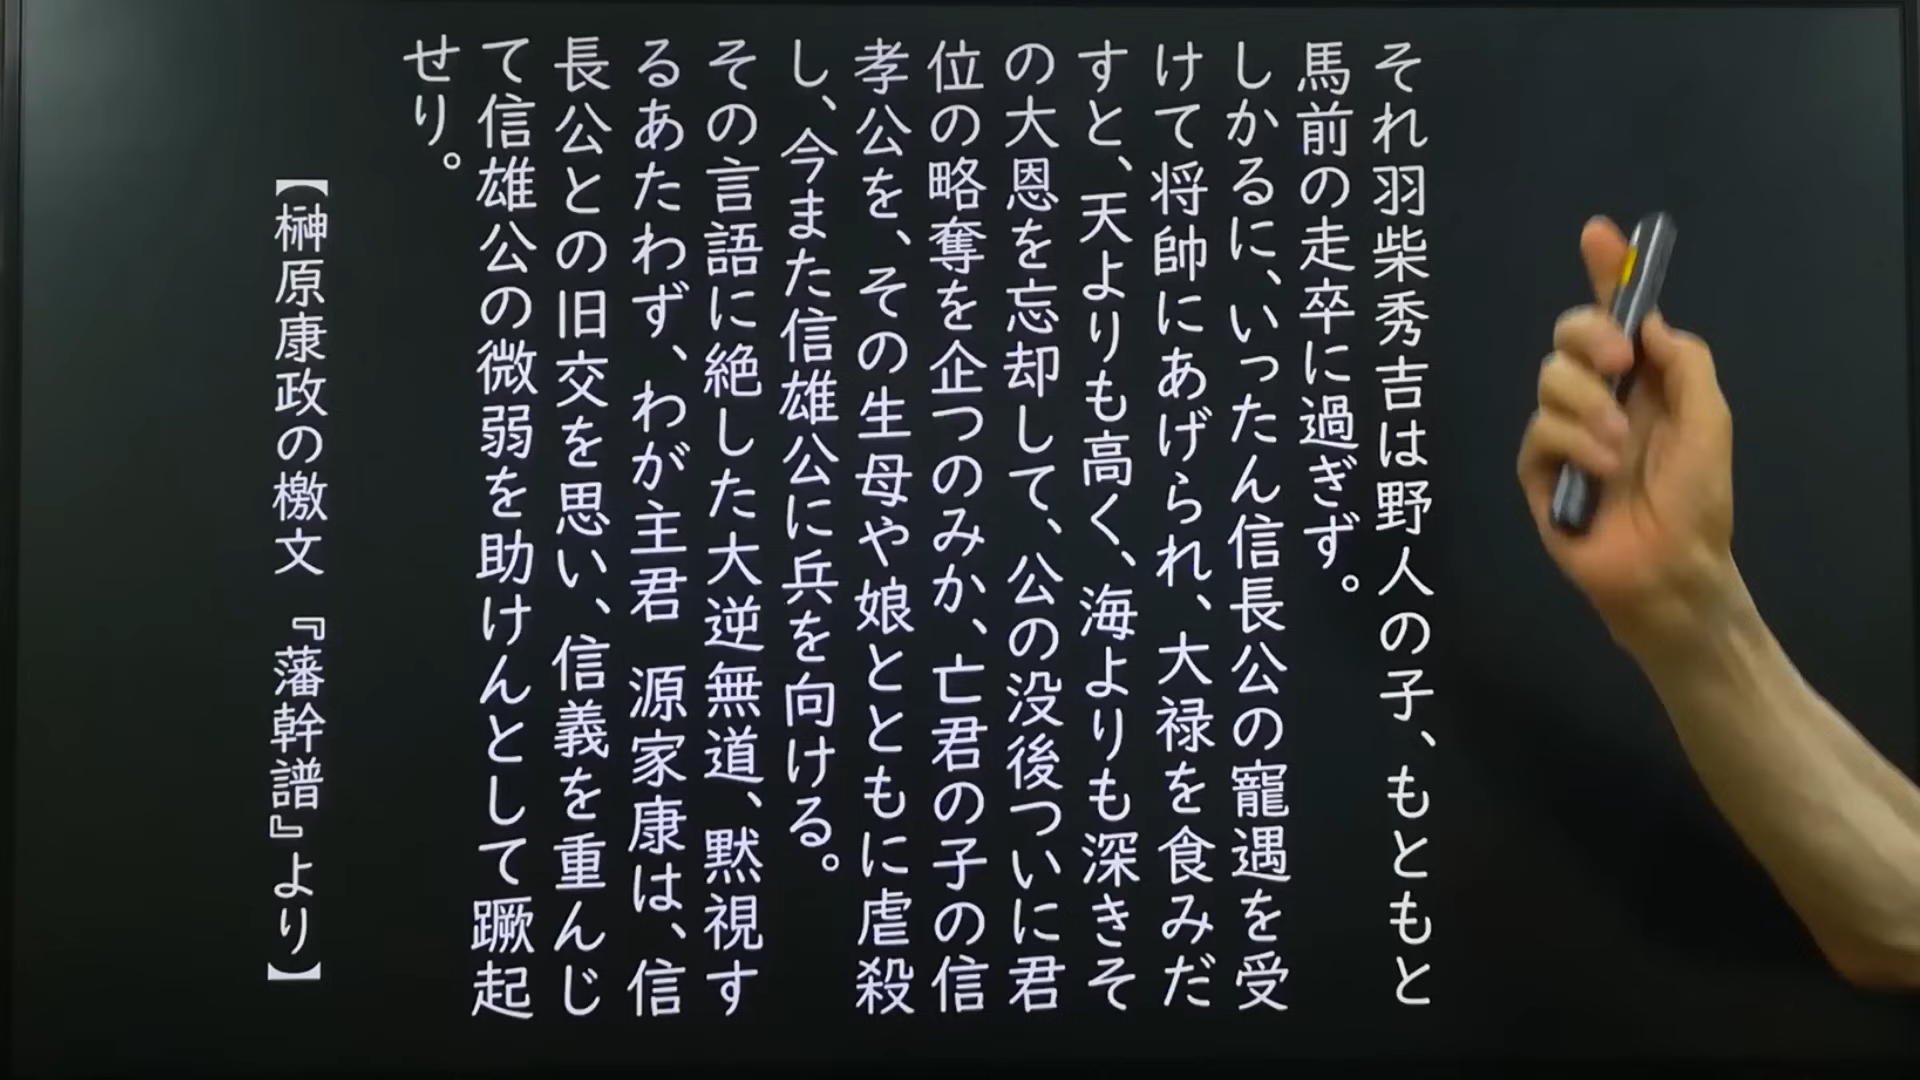 それ羽柴秀吉は野人の子、もともと
馬前の走卒に過ぎず。
しかるに、いったん信長公の寵遇を受
けて将帥にあげられ、大禄を食みだ
すと、天よりも高く、海よりも深きそ
の大恩を忘却して、公の没後ついに君
位の略奪を企つのみか、亡君の子の信
孝公を、その生母や娘とともに虐殺
し、今また信雄公に兵を向ける。
その言語に絶した大逆無道、黙視す
るあたわず、わが主君 源家康は、信
長公との旧交を思い、信義を重んじ
て信雄公の微弱を助けんとして蹶起
せり。
【榊原康政の檄文『藩幹譜』より】